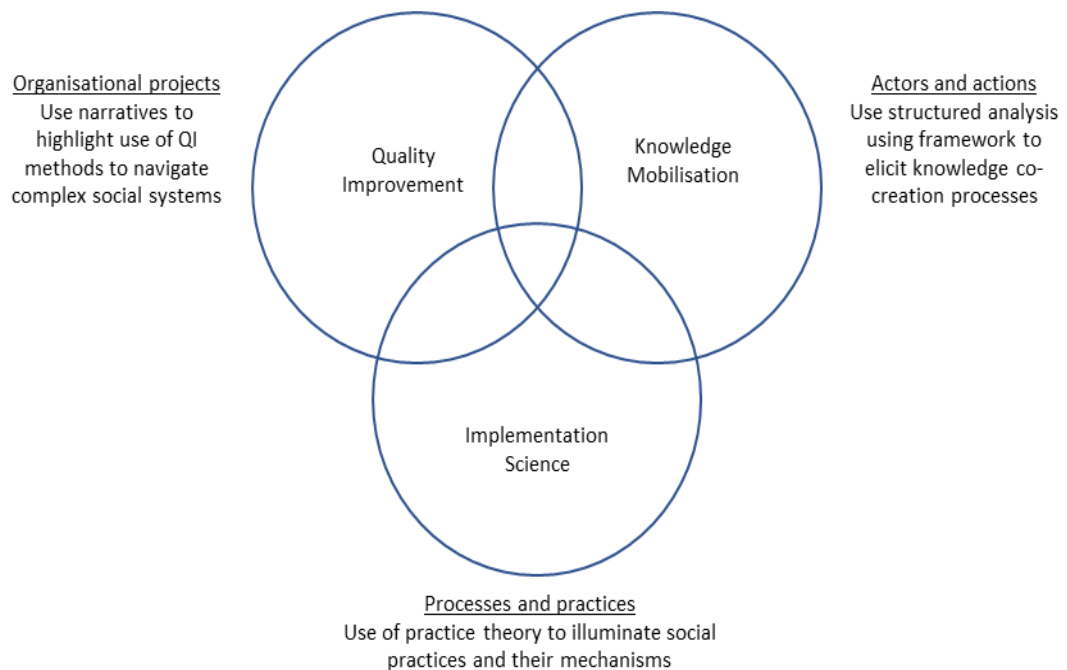 Organisational projects
Use narratives to
highlight use of QI
methods to navigate
complex social systems
Quality
Improvement
Knowledge
Mobilisation
Actors and actions
Use structured analysis
using framework to
elicit knowledge co-
creation processes
Implementation
Science
Processes and practices
Use of practice theory to illuminate social
practices and their mechanisms